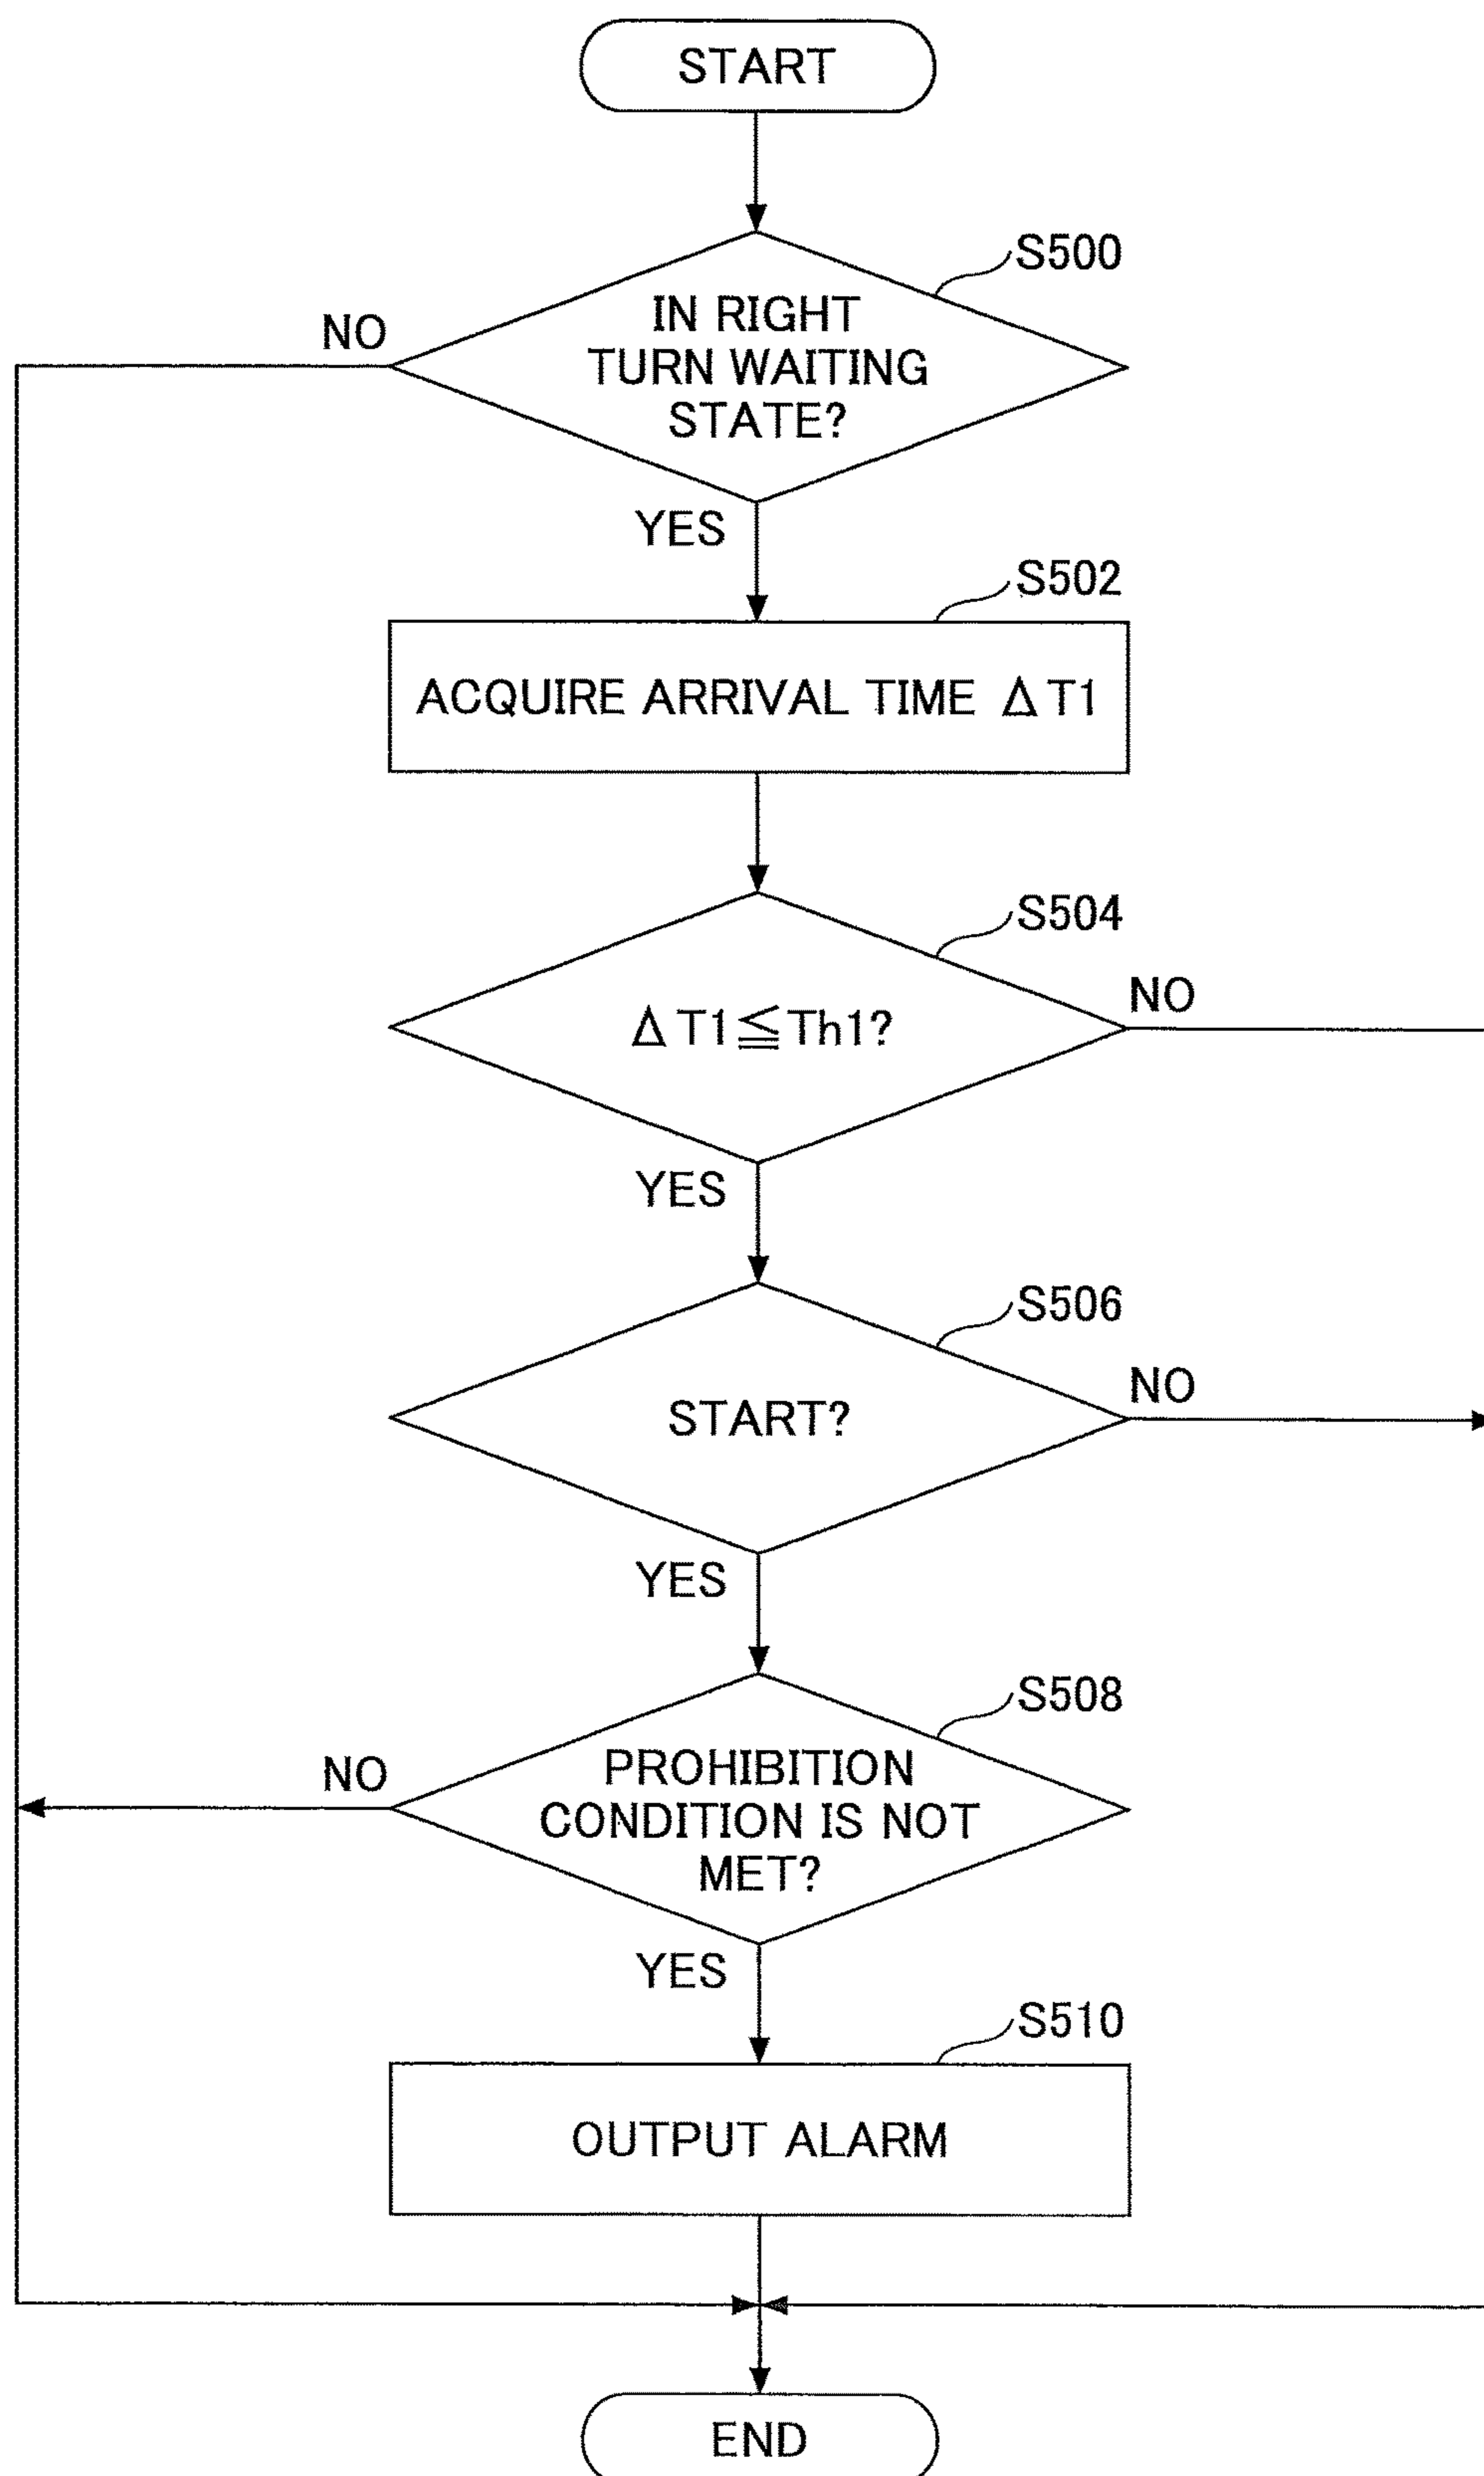 START
S500
NO
IN RIGHT
TURN WAITING
STATE?
YES
S502
ACQUIRE ARRIVAL TIME ΔT1
S504
NO
ΔT1≦Th1?
YES
S506
NO
START?
YES
S508
NO
PROHIBITION
CONDITION IS NOT
MET?
YES
S510
OUTPUT ALARM
END